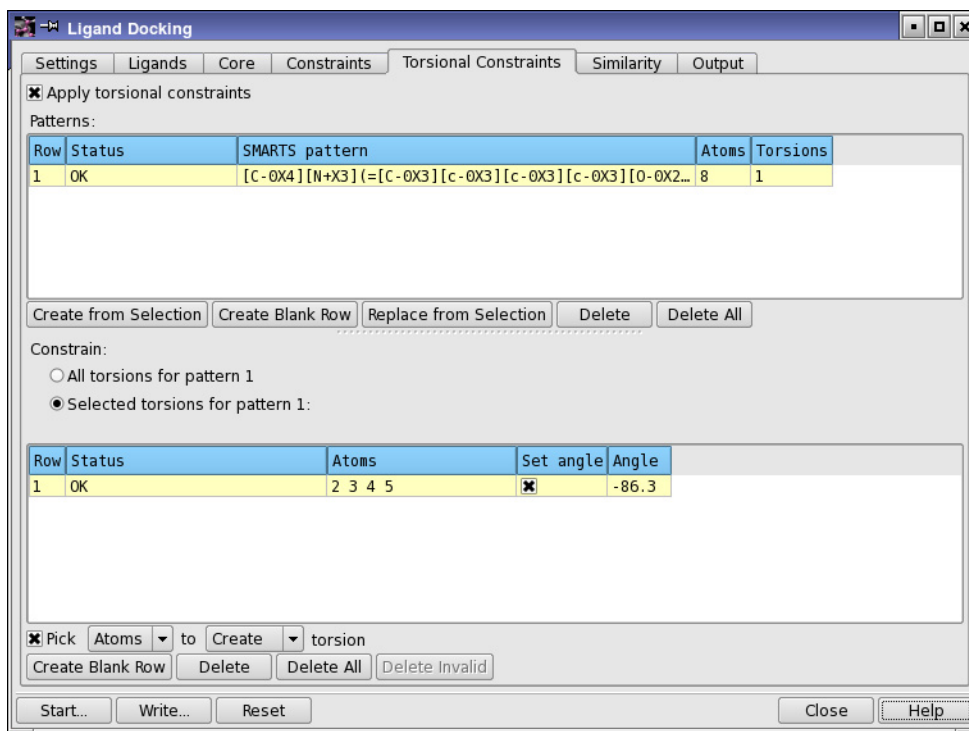 Ligand Docking
Settings Ligands Core Constraints Torsional Constraints Similarity Output
Apply torsional constraints
Patterns:
Row Status SMARTS pattern Atoms Torsions
1 OK [C-0X4][N+X3](=[C-0X3][c-0X3][c-0X3][c-0X3][O-0X2... 8 1
Create from Selection Create Blank Row Replace from Selection Delete Delete All
Constrain:
All torsions for pattern 1
Selected torsions for pattern 1:
Row Status Atoms Set angle Angle
1 OK 2 3 4 5 -86.3
Pick Atoms to Create torsion
Create Blank Row Delete Delete All Delete Invalid
Start... Write... Reset Close Help